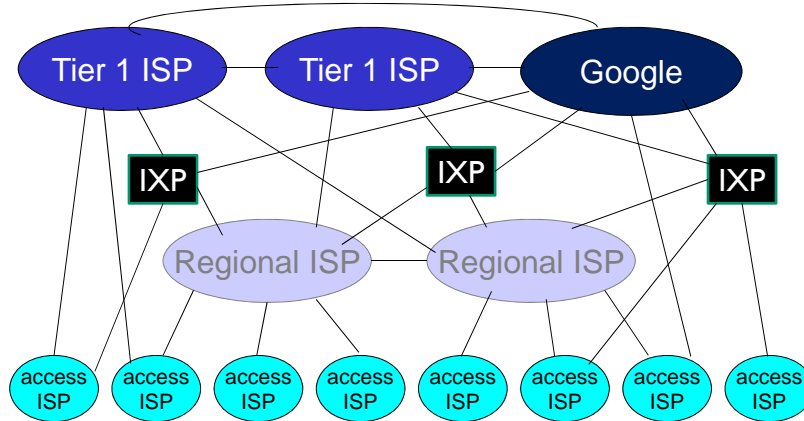 Tier 1 ISP
Tier 1 ISP
Google
IXP
IXP
IXP
Regional ISP
Regional ISP
access
ISP
access
ISP
access
ISP
access
ISP
access
ISP
access
ISP
access
ISP
access
ISP